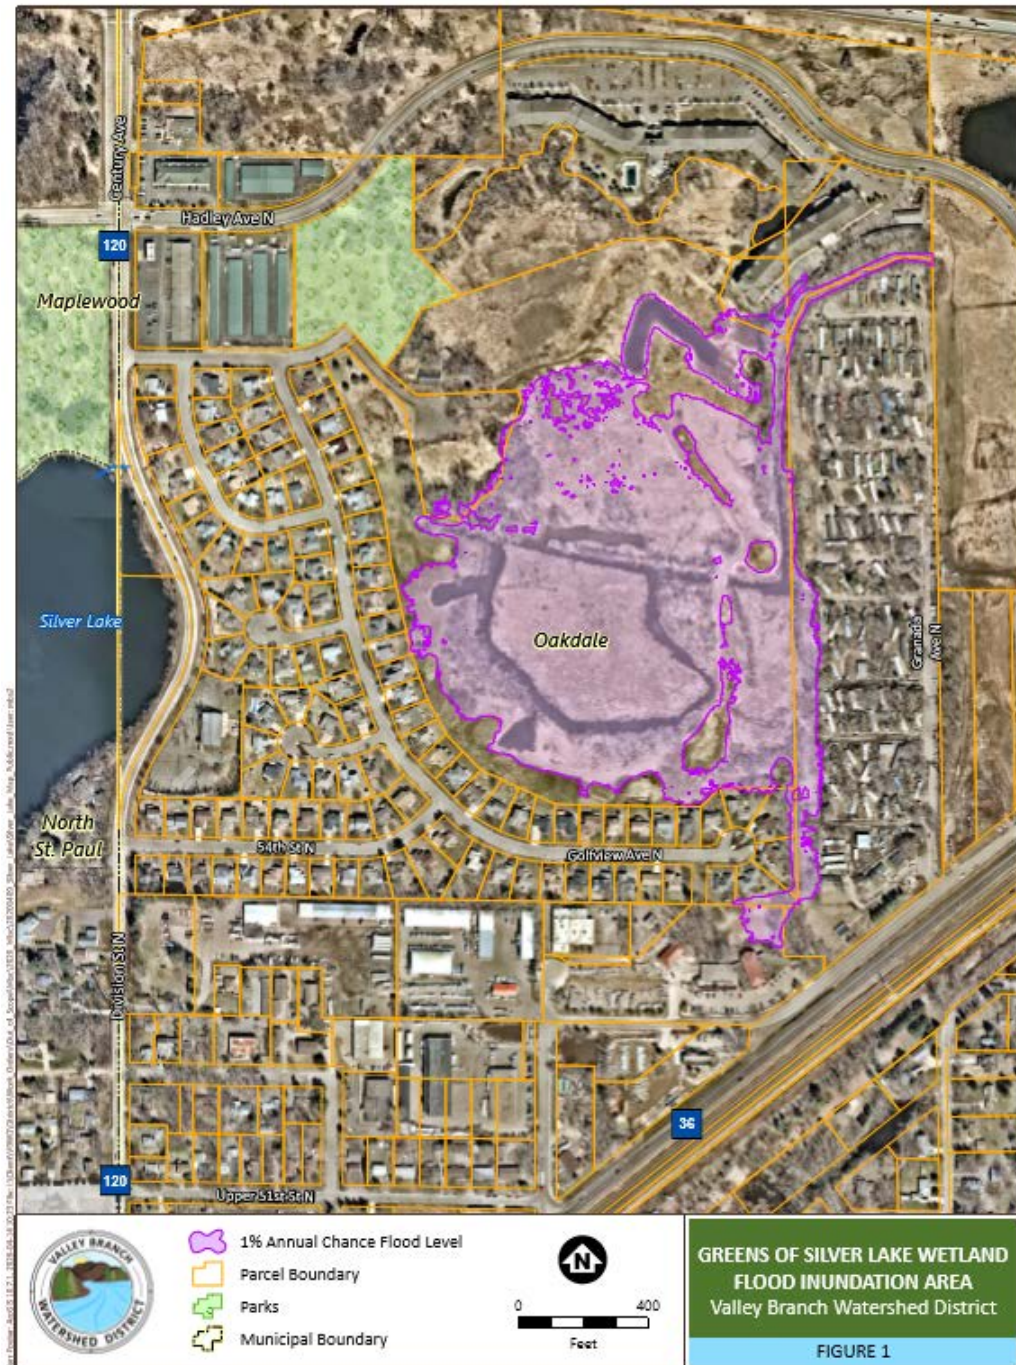 Century Ave
Hadley Ave N
120
Maplewood
Silver Lake
Oakdale
Granada
Ave N
North
St. Paul
54th St N
Golfview Ave N
Division St N
36
120
Upper 51st St N
VALLEY BRANCH
WATERSHED DISTRICT
1% Annual Chance Flood Level
Parcel Boundary
Parks
Municipal Boundary
N
0 400
Feet
GREENS OF SILVER LAKE WETLAND
FLOOD INUNDATION AREA
Valley Branch Watershed District
FIGURE 1